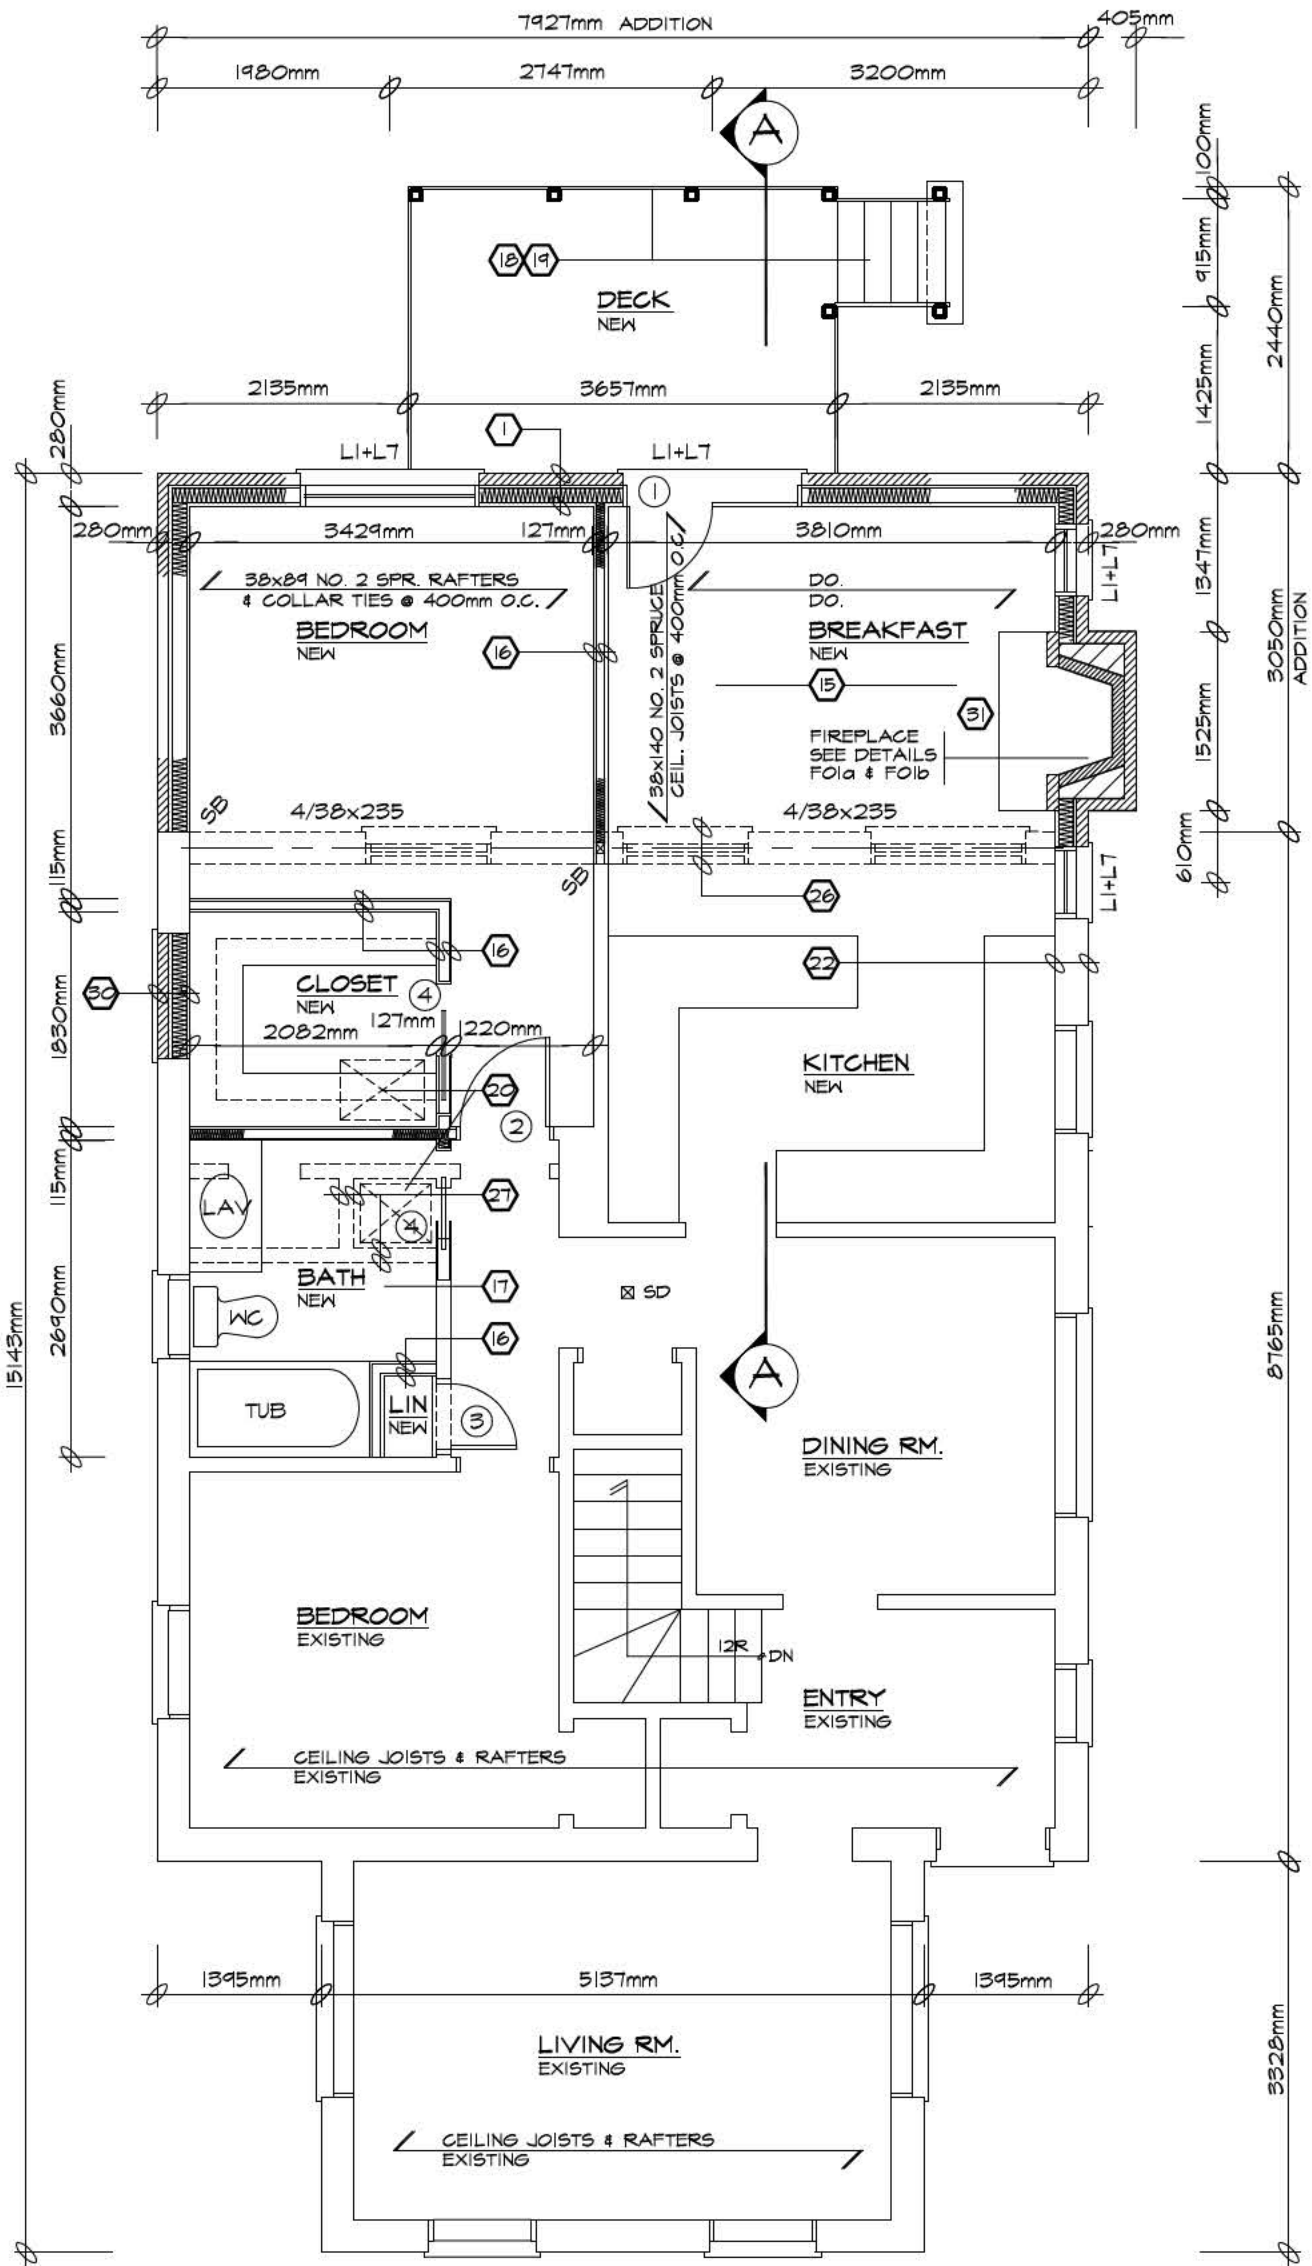 7927mm ADDITION
405mm
1980mm
2747mm
3200mm
A
100mm
915mm
2440mm
1425mm
18
19
DECK
NEW
2135mm
3657mm
2135mm
280mm
1
L1+L7
L1+L7
1
280mm
3429mm
127mm
3810mm
280mm
L1+L7
1347mm
3050mm
ADDITION
38x89 NO. 2 SPR. RAFTERS
& COLLAR TIES @ 400mm O.C.
DO.
DO.
BEDROOM
NEW
16
38x140 NO. 2 SPRUCE
CEIL. JOISTS @ 400mm O.C.
BREAKFAST
NEW
15
31
FIREPLACE
SEE DETAILS
F01a & F01b
3660mm
1525mm
610mm
SB
4/38x235
4/38x235
SB
26
L1+L7
115mm
16
22
CLOSET
NEW
4
30
1830mm
2082mm
127mm
1220mm
KITCHEN
NEW
20
2
115mm
LAV
27
4
BATH
NEW
17
SD
WC
16
2690mm
15143mm
8765mm
A
TUB
LIN
NEW
3
DINING RM.
EXISTING
BEDROOM
EXISTING
12R
DN
ENTRY
EXISTING
CEILING JOISTS & RAFTERS
EXISTING
1395mm
5137mm
1395mm
LIVING RM.
EXISTING
3328mm
CEILING JOISTS & RAFTERS
EXISTING